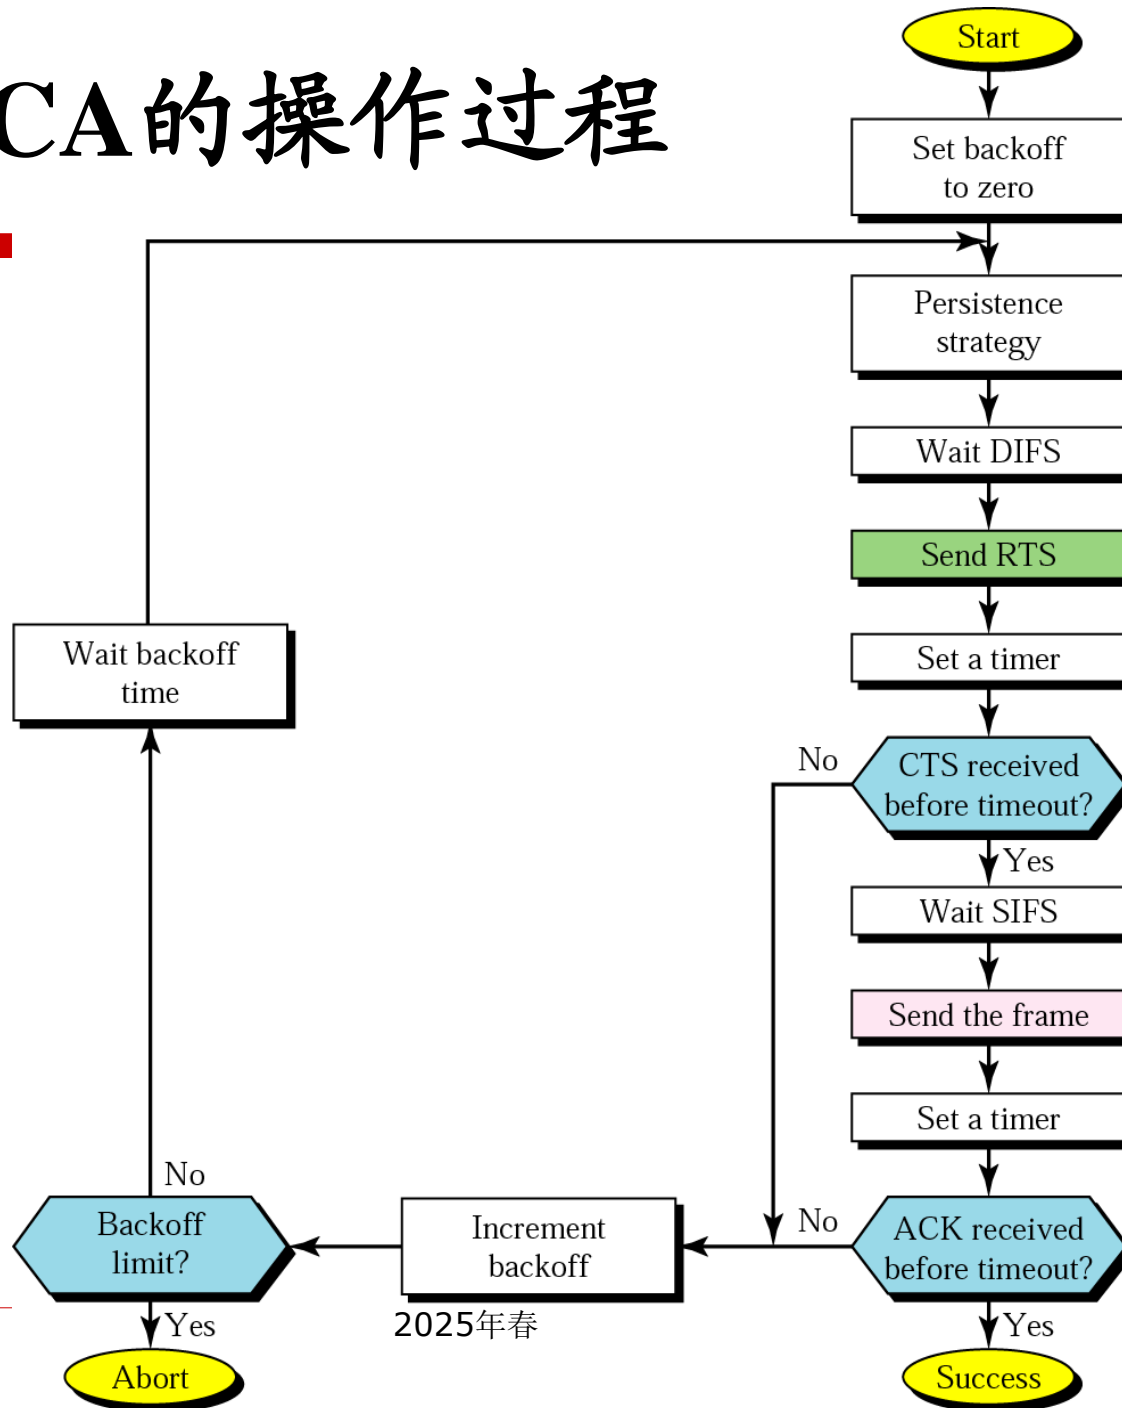 CA的操作过程
Start
Set backoff
to zero
Persistence
strategy
Wait DIFS
Send RTS
Set a timer
Wait backoff
time
No
CTS received
before timeout?
Yes
Wait SIFS
Send the frame
Set a timer
No
Backoff
limit?
Increment
backoff
No
ACK received
before timeout?
Yes
2025年春
Yes
Abort
Success